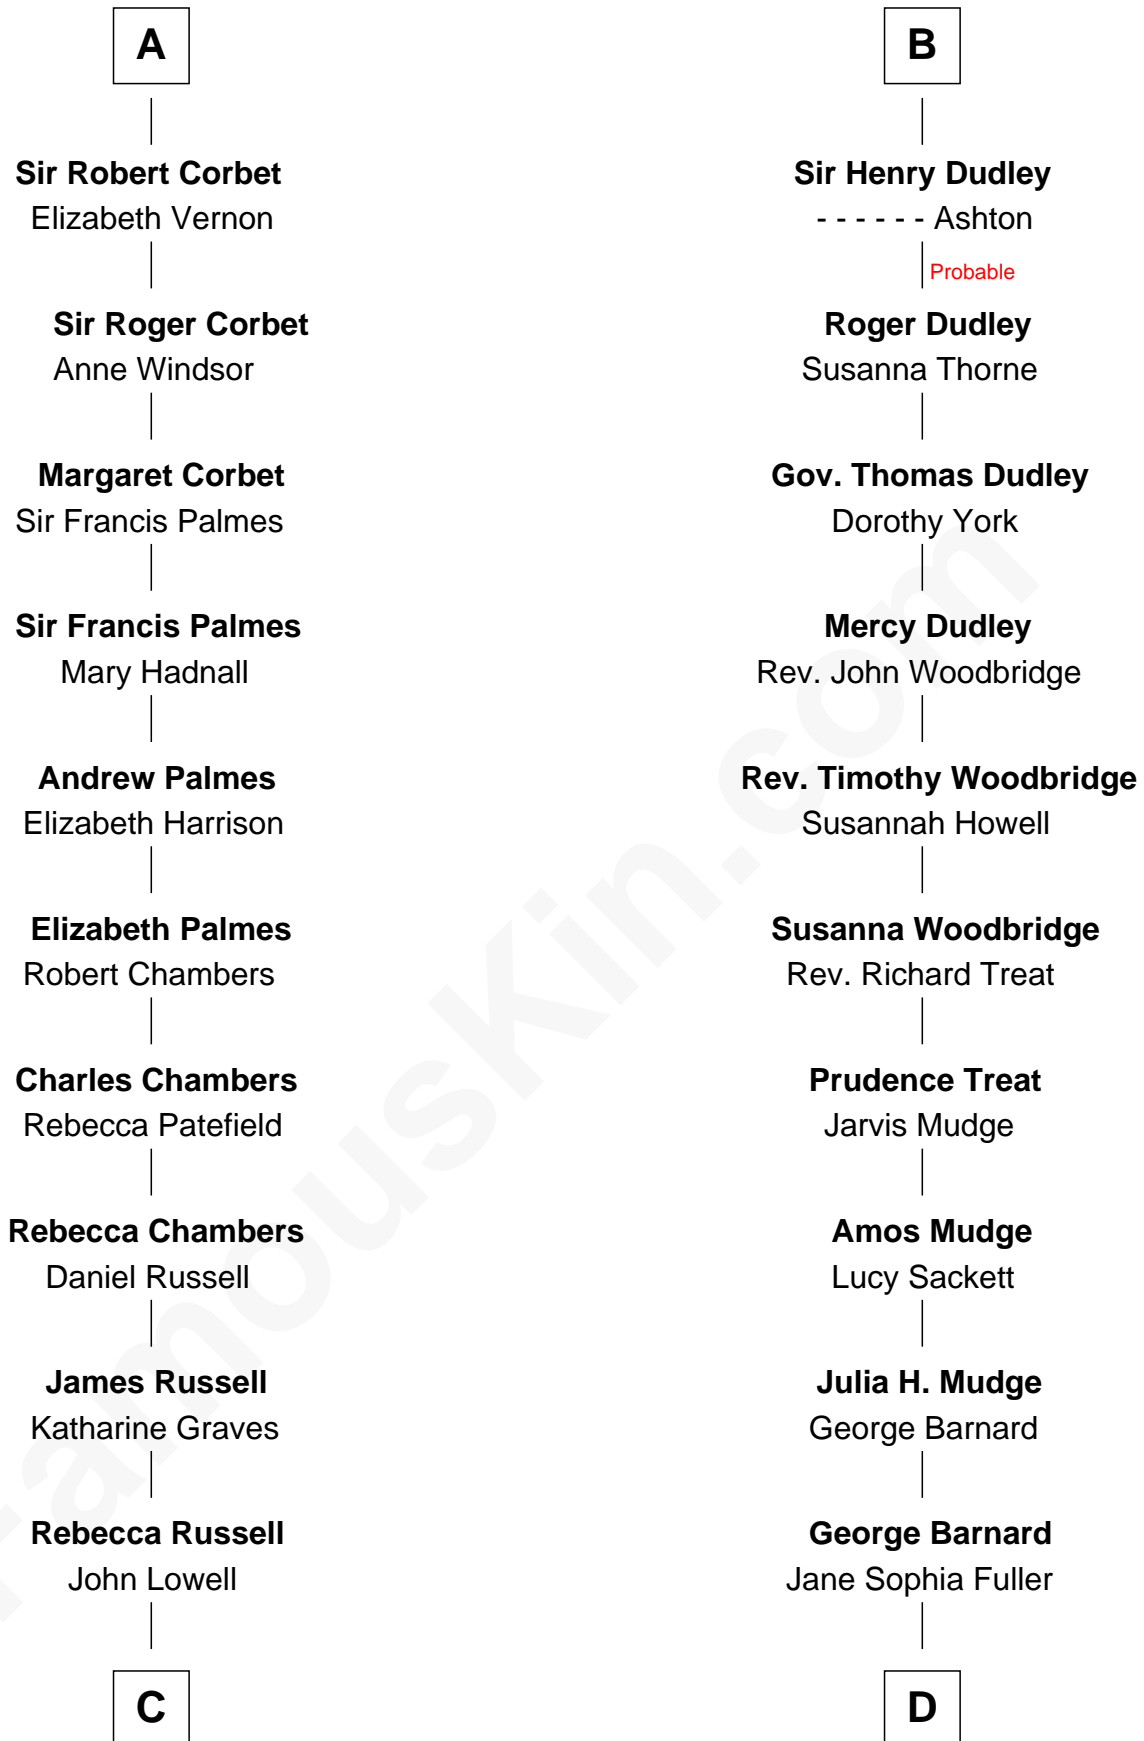 A
Sir Robert Corbet
Elizabeth Vernon
Sir Roger Corbet
Anne Windsor
Margaret Corbet
Sir Francis Palmes
Sir Francis Palmes
Mary Hadnall
Andrew Palmes
Elizabeth Harrison
Elizabeth Palmes
Robert Chambers
Charles Chambers
Rebecca Patefield
Rebecca Chambers
Daniel Russell
James Russell
Katharine Graves
Rebecca Russell
John Lowell
C
B
Sir Henry Dudley
- - - - - - Ashton
Probable
Roger Dudley
Susanna Thorne
Gov. Thomas Dudley
Dorothy York
Mercy Dudley
Rev. John Woodbridge
Rev. Timothy Woodbridge
Susannah Howell
Susanna Woodbridge
Rev. Richard Treat
Prudence Treat
Jarvis Mudge
Amos Mudge
Lucy Sackett
Julia H. Mudge
George Barnard
George Barnard
Jane Sophia Fuller
D
FamousKin.com